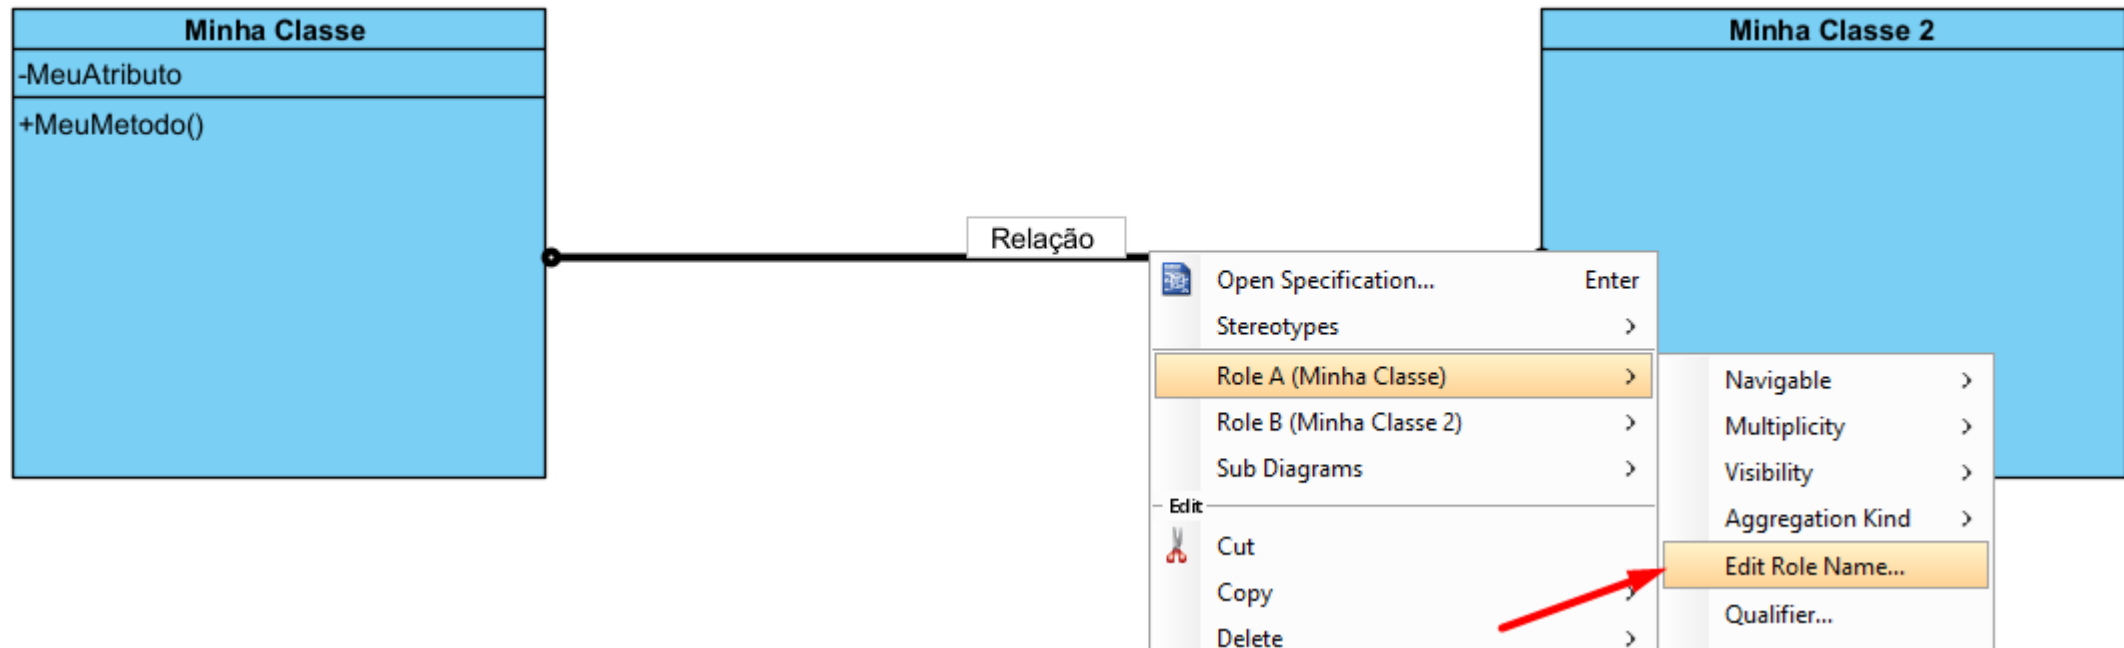 Minha Classe
-MeuAtributo
+MeuMetodo()
Minha Classe 2
Relação
Open Specification... Enter
Stereotypes
Role A (Minha Classe)
Role B (Minha Classe 2)
Sub Diagrams
Edit
Cut
Copy
Delete
Navigable
Multiplicity
Visibility
Aggregation Kind
Edit Role Name...
Qualifier...